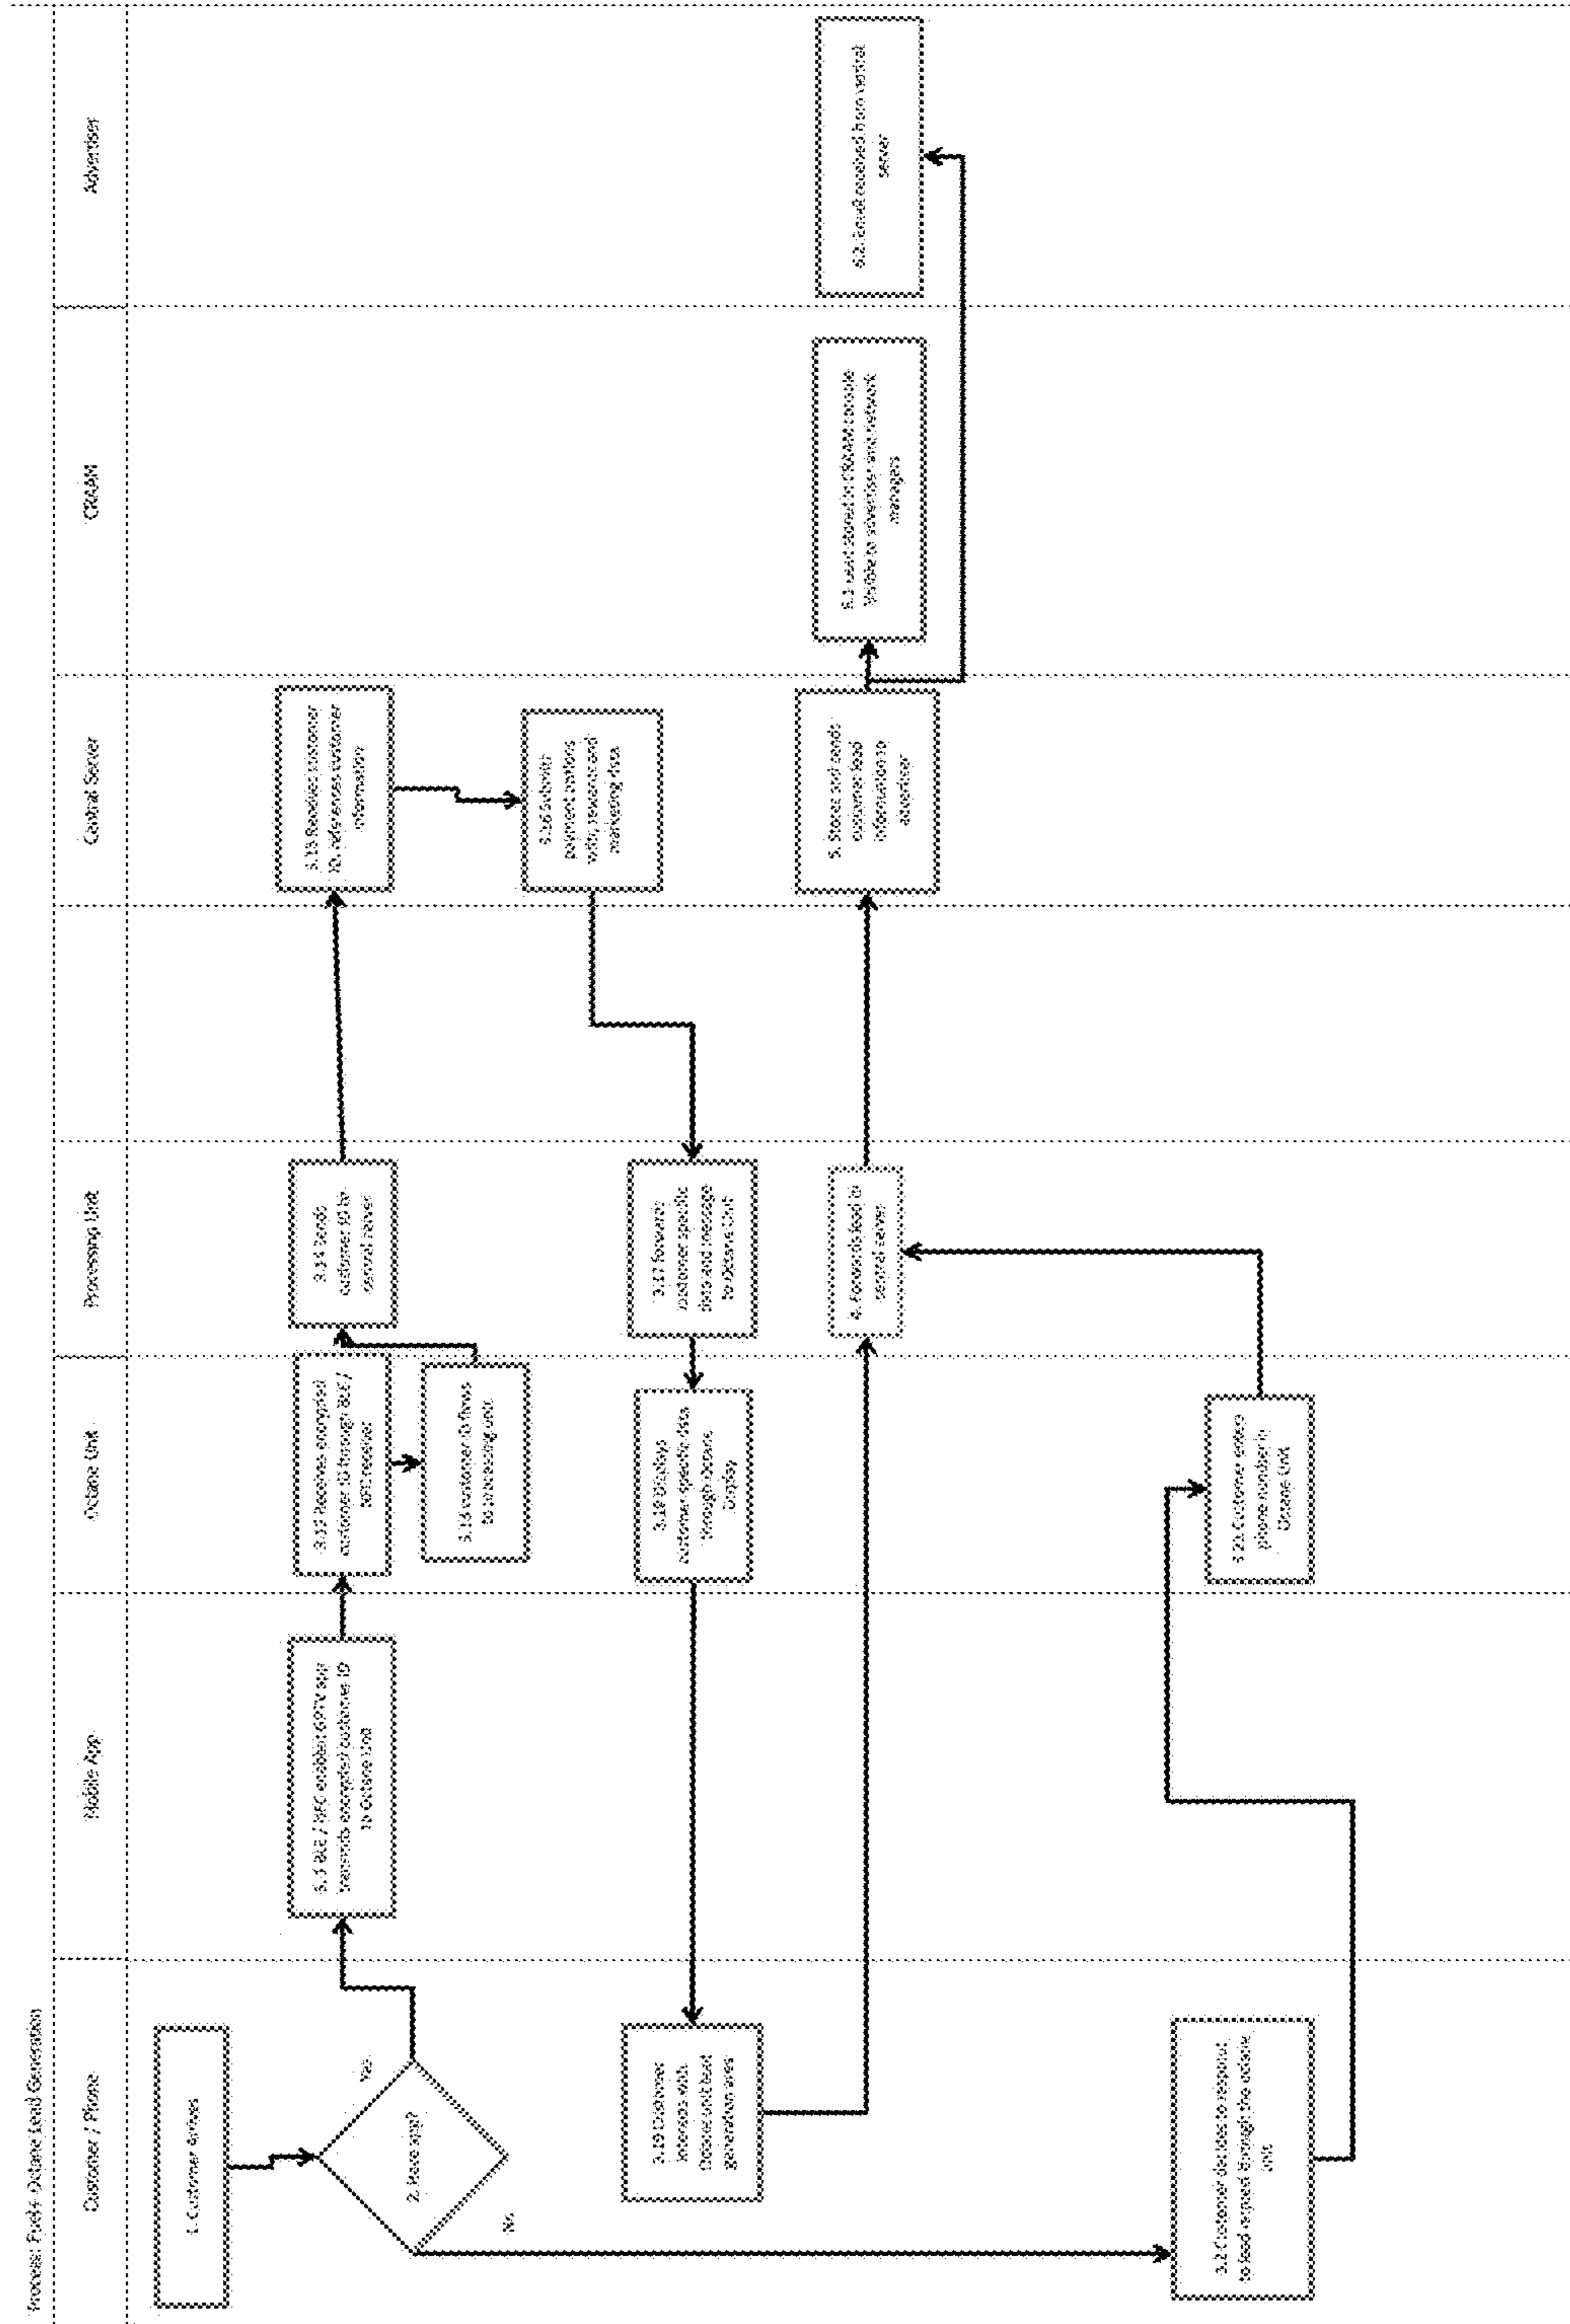 Process: Fuel+ Octane Lead Generation
Customer / Phone
Mobile App
Octane Unit
Processing Unit
Central Server
CRAAM
Advertiser
1. Customer Arrives
2. Have app?
Yes
No
3.1 BLE / NFC enabled GPTV app
transmits encrypted customer ID
to Octane Unit
3.12 Receives encrypted
customer ID through BLE /
NFC receiver
3.13 customer ID flows
to processing unit
3.14 Sends
customer ID to
central server
3.15 Receives customer
ID, references customer
information
3.16 Submits
payment options
with rewards and
marketing data
3.17 Forwards
customer specific
data and message
to Octane Unit
3.18 Displays
customer specific data
through Octane
Display
3.19 Customer
interacts with
Octane unit lead
generation area
3.2 Customer decides to respond
to lead request through the octane
unit
3.21 Customer enters
phone number in
Octane Unit
4. Forwards lead to
central server
5. Stores and sends
customer lead
information to
advertiser
5.1 Lead stored in CRAAM console
Visible to advertiser and network
managers
5.2. Email received from central
server